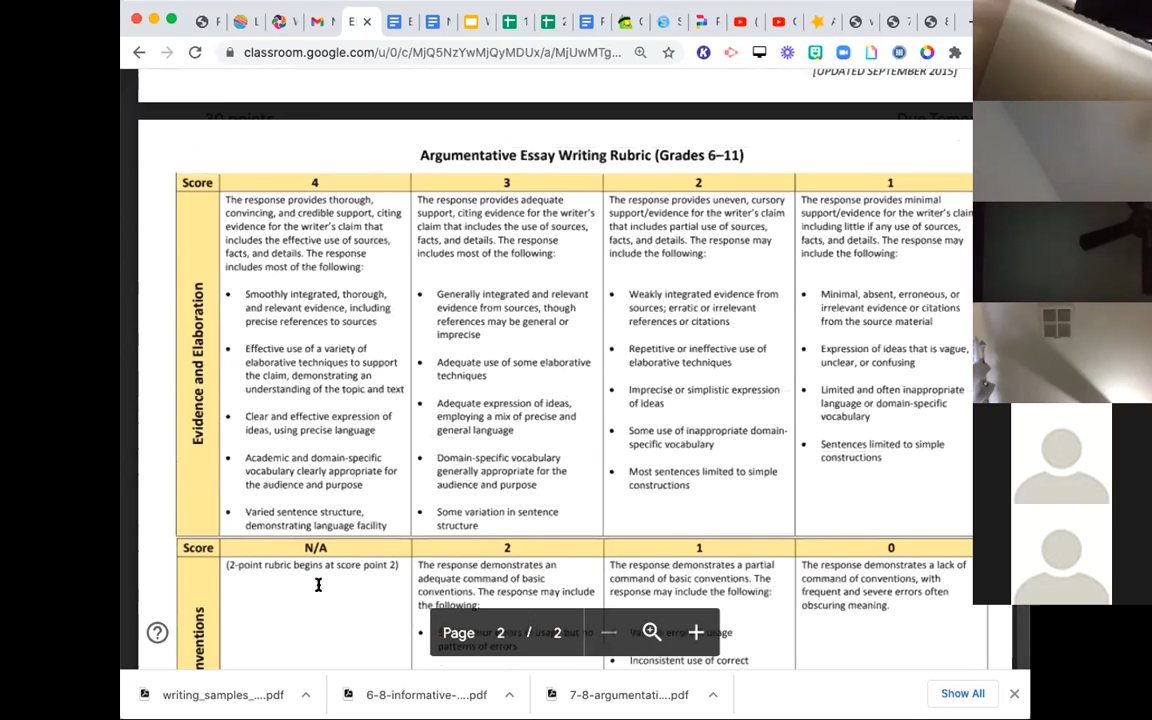 classroom.google.com/u/0/c/MjQ5NzYwMjQyMDUx/a/MjUwMTg...
[UPDATED SEPTEMBER 2015]
30 points
Argumentative Essay Writing Rubric (Grades 6–11)
Score 4 3 2 1
Evidence and Elaboration
The response provides thorough,
convincing, and credible support, citing
evidence for the writer's claim that
includes the effective use of sources,
facts, and details. The response
includes most of the following:
• Smoothly integrated, thorough,
and relevant evidence, including
precise references to sources
• Effective use of a variety of
elaborative techniques to support
the claim, demonstrating an
understanding of the topic and text
• Clear and effective expression of
ideas, using precise language
• Academic and domain-specific
vocabulary clearly appropriate for
the audience and purpose
• Varied sentence structure,
demonstrating language facility
The response provides adequate
support, citing evidence for the writer's
claim that includes the use of sources,
facts, and details. The response
includes most of the following:
• Generally integrated and relevant
evidence from sources, though
references may be general or
imprecise
• Adequate use of some elaborative
techniques
• Adequate expression of ideas,
employing a mix of precise and
general language
• Domain-specific vocabulary
generally appropriate for the
audience and purpose
• Some variation in sentence
structure
The response provides uneven, cursory
support/evidence for the writer's claim
that includes partial use of sources,
facts, and details. The response may
include the following:
• Weakly integrated evidence from
sources; erratic or irrelevant
references or citations
• Repetitive or ineffective use of
elaborative techniques
• Imprecise or simplistic expression
of ideas
• Some use of inappropriate domain-
specific vocabulary
• Most sentences limited to simple
constructions
The response provides minimal
support/evidence for the writer's claim
including little if any use of sources,
facts, and details. The response may
include the following:
• Minimal, absent, erroneous, or
irrelevant evidence or citations
from the source material
• Expression of ideas that is vague,
unclear, or confusing
• Limited and often inappropriate
language or domain-specific
vocabulary
• Sentences limited to simple
constructions
Score N/A 2 1 0
nventions
(2-point rubric begins at score point 2)
The response demonstrates an
adequate command of basic
conventions. The response may include
the following:
patterns of errors
The response demonstrates a partial
command of basic conventions. The
response may include the following:
• Inconsistent use of correct
The response demonstrates a lack of
command of conventions, with
frequent and severe errors often
obscuring meaning.
Page 2 / 2
writing_samples_....pdf
6-8-informative-....pdf
7-8-argumentati....pdf
Show All